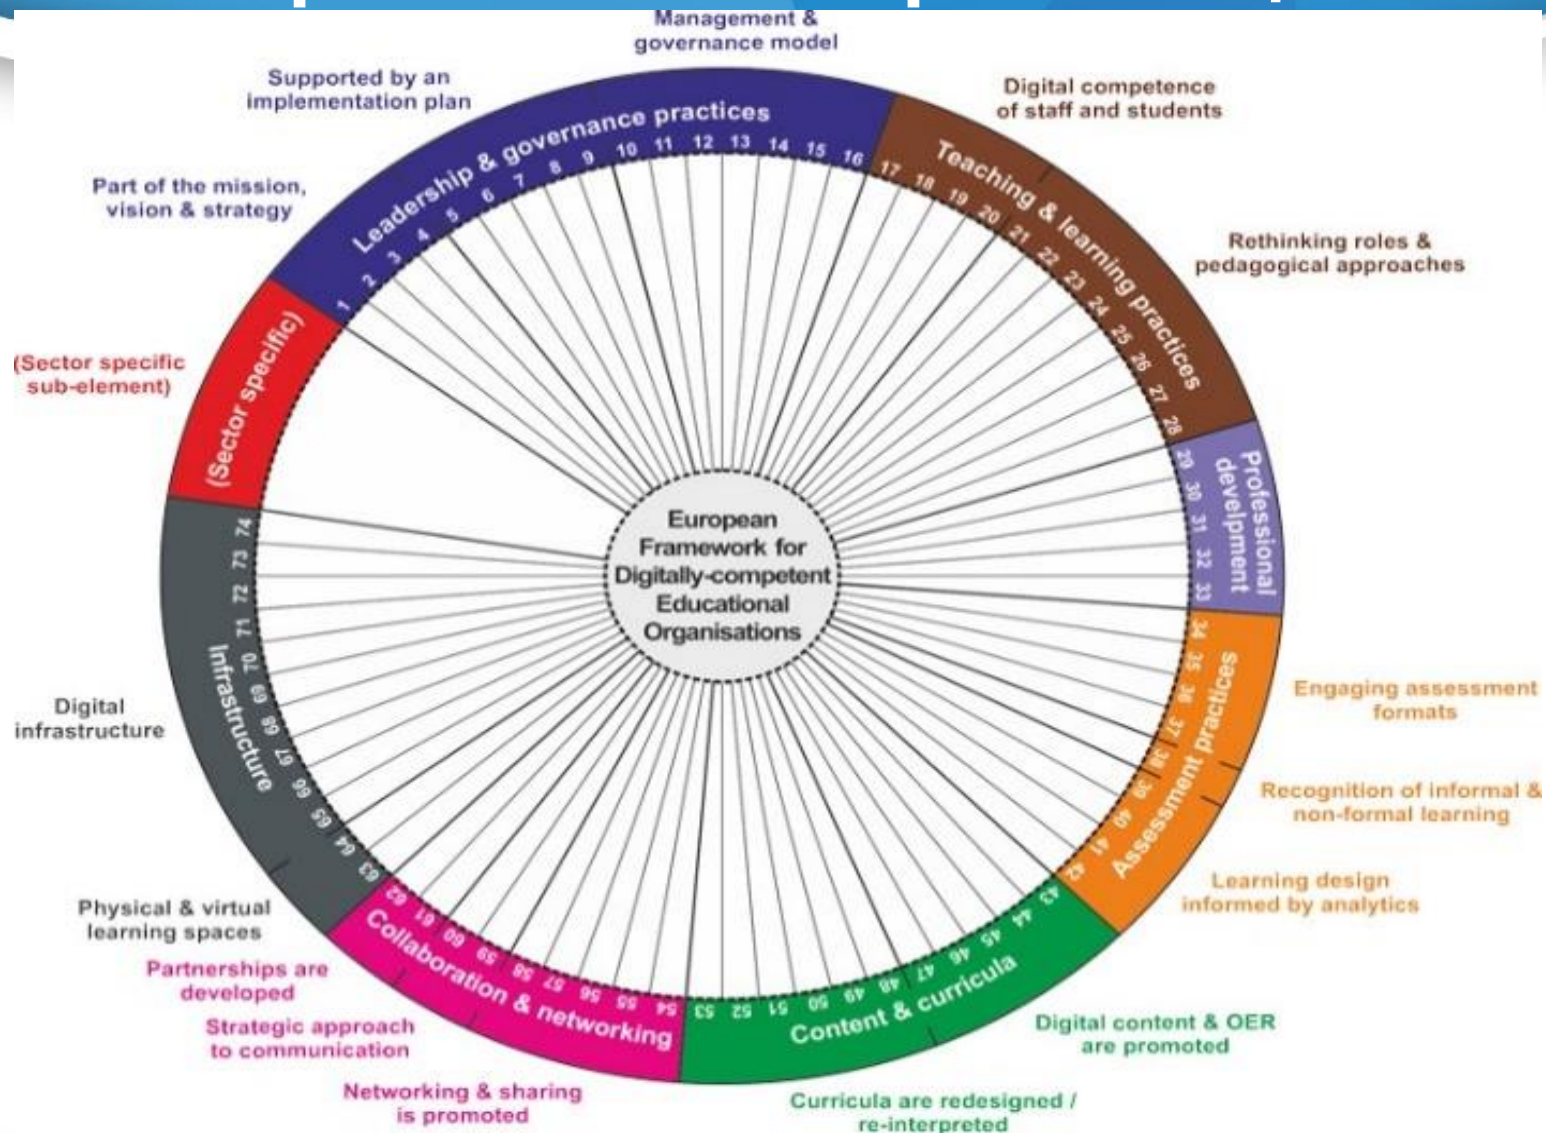 Management &
governance model
Supported by an
implementation plan
Part of the mission,
vision & strategy
(Sector specific
sub-element)
Digital competence
of staff and students
Rethinking roles &
pedagogical approaches
Leadership & governance practices
1 2 3 4 5 6 7 8 9 10 11 12 13 14 15 16
Teaching & learning practices
17 18 19 20 21 22 23 24 25 26 27 28
Professional
develpment
29 30 31 32 33
Assessment practices
34 35 36 37 38 39 40 41 42
Engaging assessment
formats
Recognition of informal &
non-formal learning
Learning design
informed by analytics
Content & curricula
43 44 45 46 47 48 49 50 51 52 53
Digital content & OER
are promoted
Curricula are redesigned /
re-interpreted
Collaboration & networking
54 55 56 57 58 59 60 61 62
Networking & sharing
is promoted
Strategic approach
to communication
Partnerships are
developed
Infrastructure
63 64 65 66 67 68 69 70 71 72 73 74
Physical & virtual
learning spaces
Digital
infrastructure
(Sector specific)
European
Framework for
Digitally-competent
Educational
Organisations